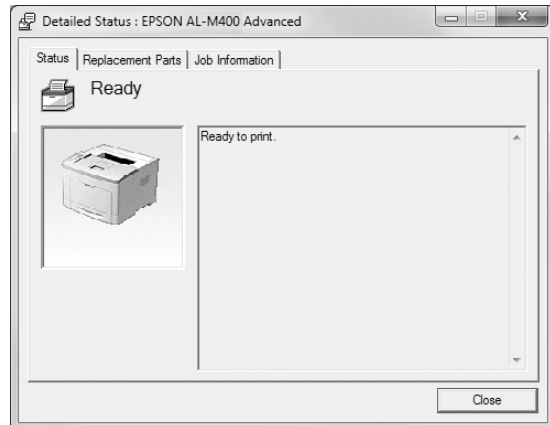 Detailed Status : EPSON AL-M400 Advanced
Status Replacement Parts Job Information
Ready
Ready to print.
Close